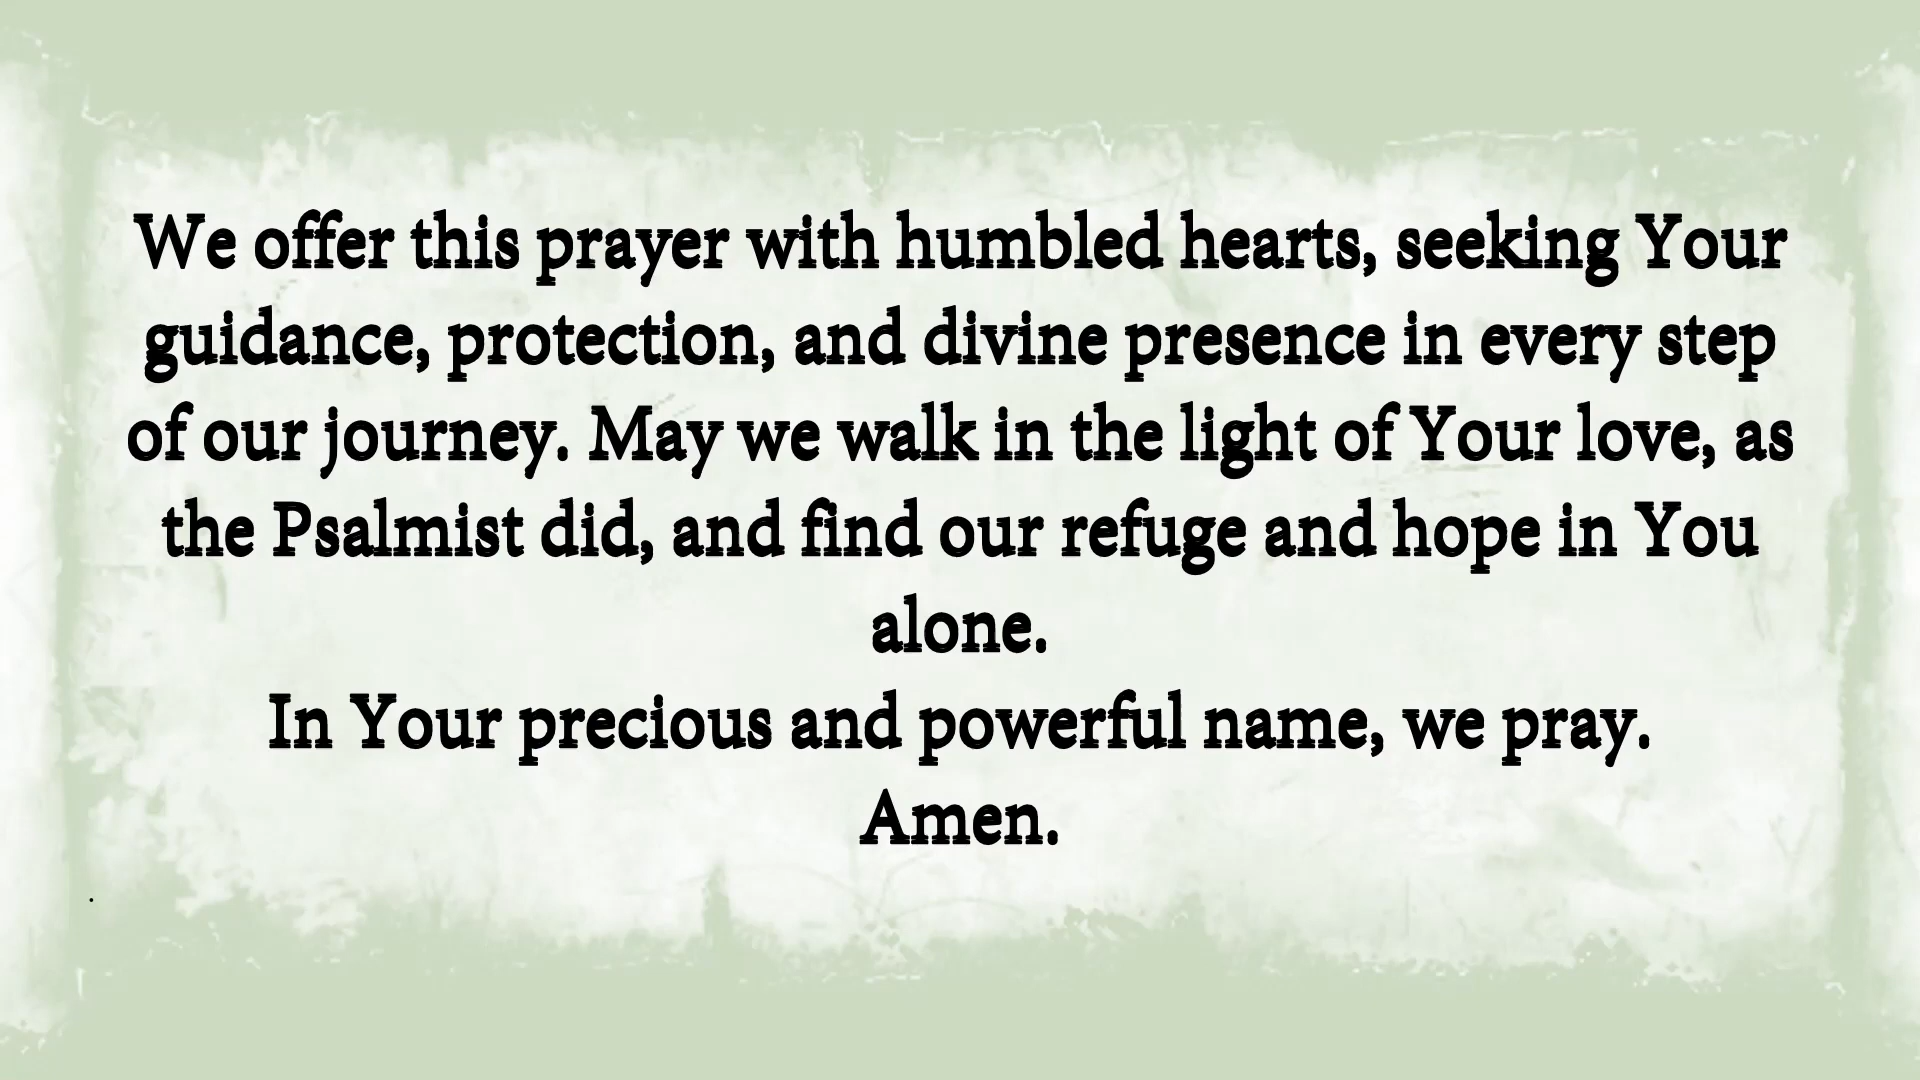 We offer this prayer with humbled hearts, seeking Your
guidance, protection, and divine presence in every step
of our journey. May we walk in the light of Your love, as
the Psalmist did, and find our refuge and hope in You
alone.
In Your precious and powerful name, we pray.
Amen.
.